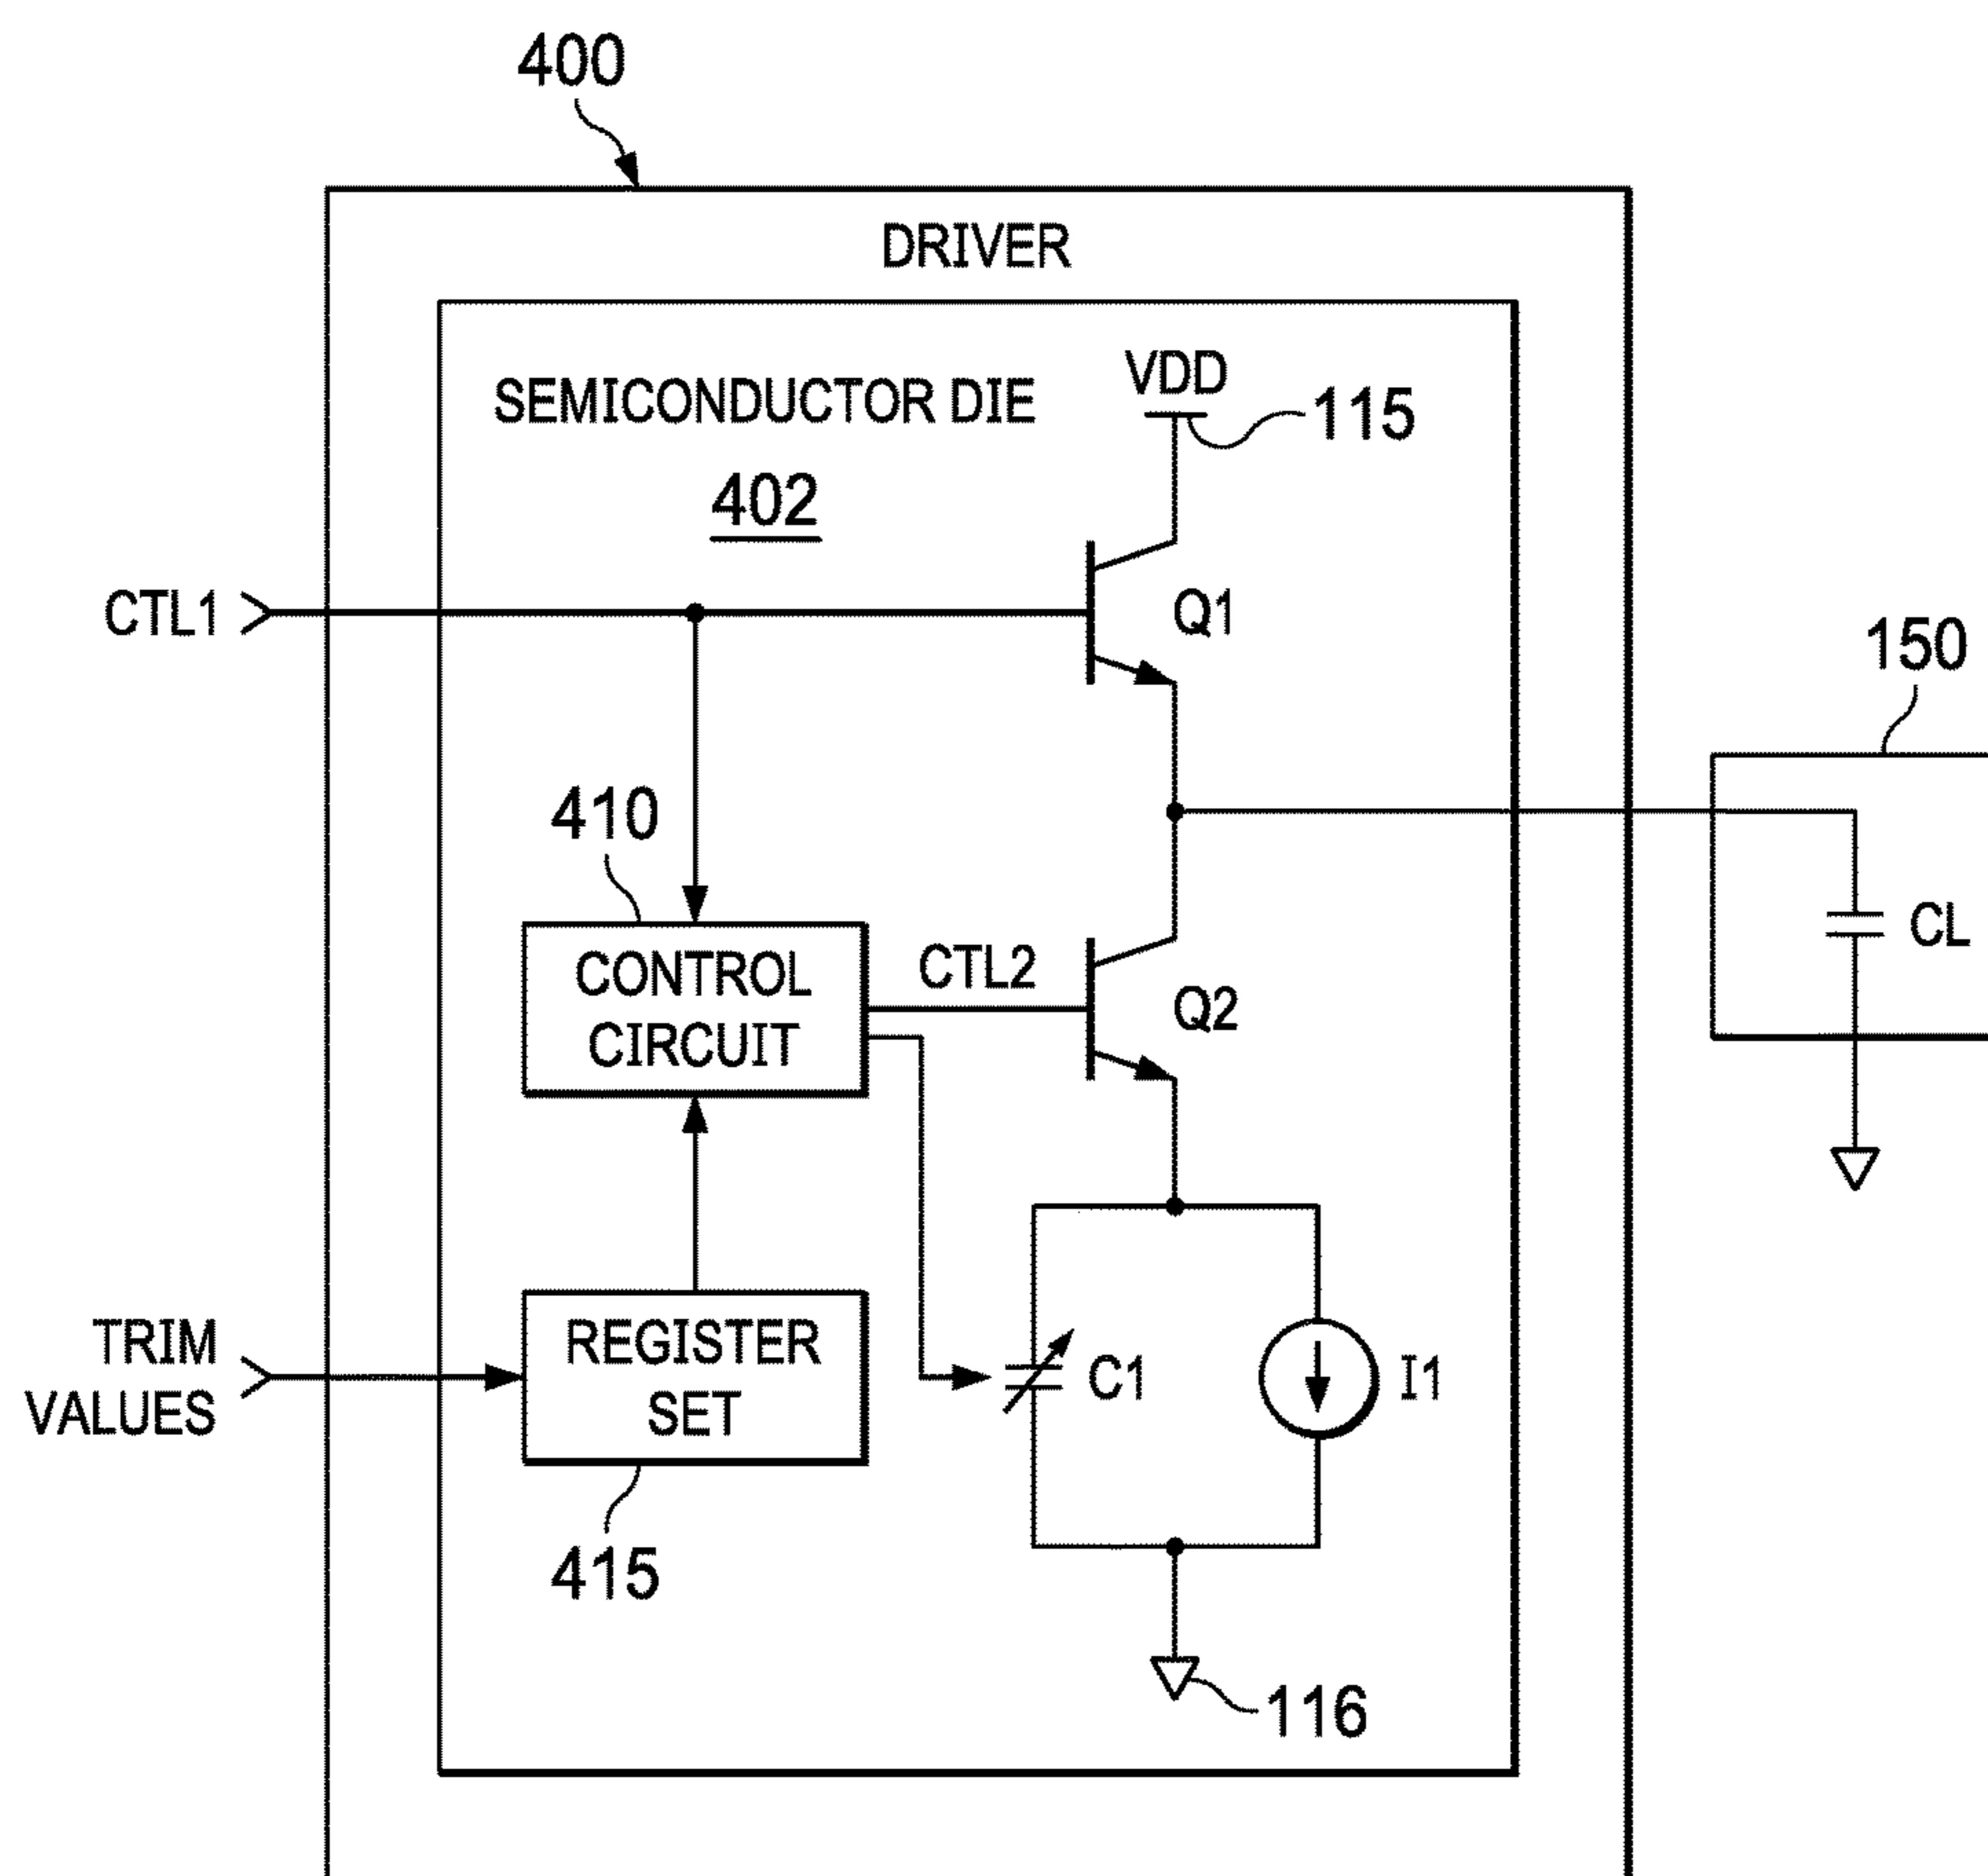 400
DRIVER
SEMICONDUCTOR DIE
402
VDD
115
CTL1
Q1
150
410
CONTROL
CIRCUIT
CTL2
Q2
CL
TRIM
VALUES
REGISTER
SET
C1
I1
415
116